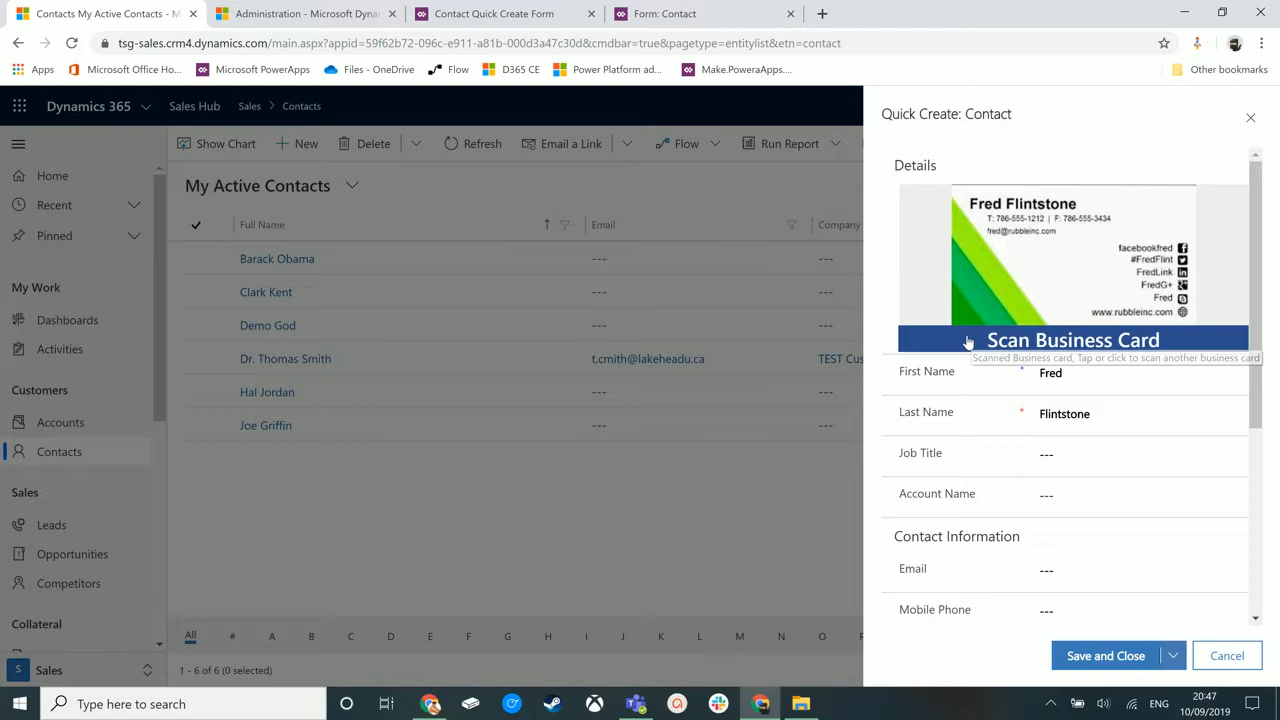 Contacts My Active Contacts - M
Administration - Microsoft Dynam
Contact Quick Create Form
Form: Contact
tsg-sales.crm4.dynamics.com/main.aspx?appid=59f62b72-096c-e911-a81b-000d3a47c30d&cmdbar=true&pagetype=entitylist&etn=contact
Apps
Microsoft Office Ho...
Microsoft PowerApps
Files - OneDrive
Flow
D365 CE
Power Platform ad...
Make.PoweraApps....
Other bookmarks
Dynamics 365
Sales Hub
Sales > Contacts
Show Chart
New
Delete
Refresh
Email a Link
Flow
Run Report
My Active Contacts
Full Name
Email
Company
Barack Obama --- ---
Clark Kent --- ---
Demo God --- ---
Dr. Thomas Smith t.cmith@lakeheadu.ca TEST Cus
Hal Jordan --- ---
Joe Griffin --- ---
All # A B C D E F G H I J K L M N O P
1 - 6 of 6 (0 selected)
Home
Recent
Pinned
My Work
Dashboards
Activities
Customers
Accounts
Contacts
Sales
Leads
Opportunities
Competitors
Collateral
S Sales
Quick Create: Contact
Details
Fred Flintstone
T: 786-555-1212 | F: 786-555-3434
fred@rubbleinc.com
facebookfred
#FredFlint
FredLink
FredG+
Fred
www.rubbleinc.com
Scan Business Card
Scanned Business card, Tap or click to scan another business card
First Name * Fred
Last Name * Flintstone
Job Title ---
Account Name ---
Contact Information
Email ---
Mobile Phone ---
Save and Close
Cancel
Type here to search
ENG
20:47
10/09/2019